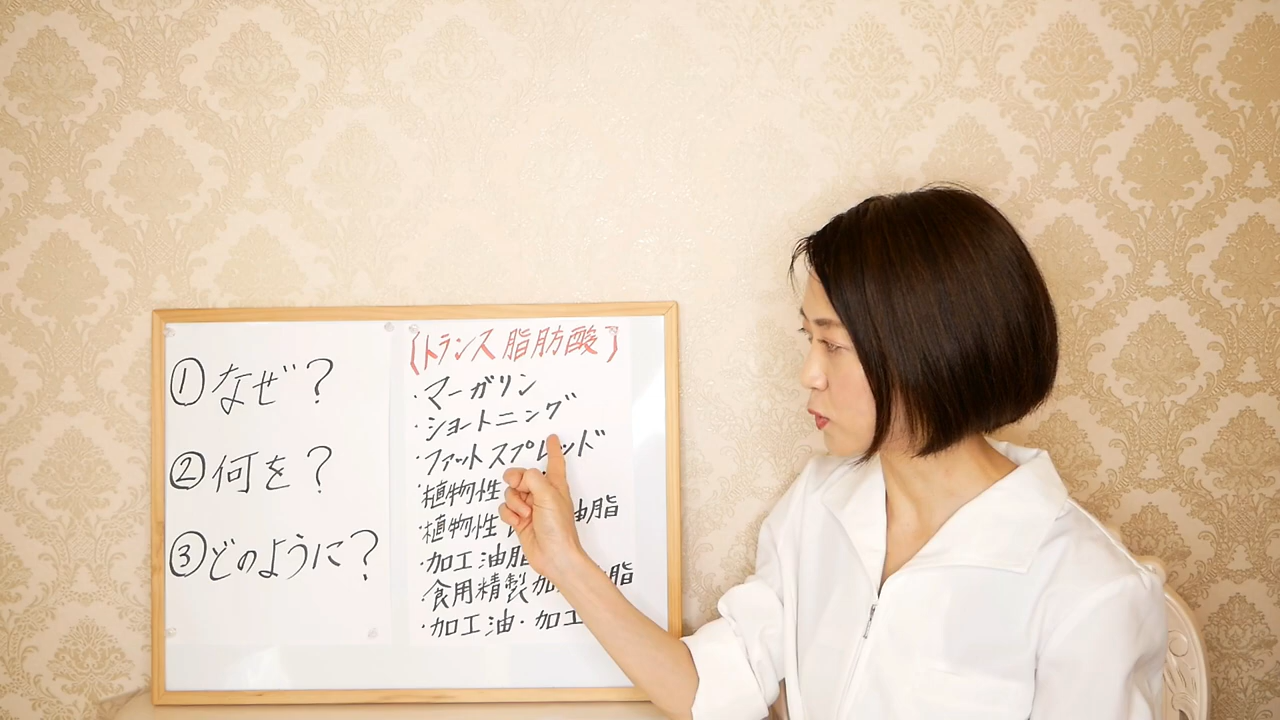 ①なぜ？
②何を？
③どのように？
［トランス脂肪酸］
・マーガリン
・ショートニング
・ファットスプレッド
・植物性
・植物性 油脂
・加工油脂
食用精製加 脂
・加工油・加工